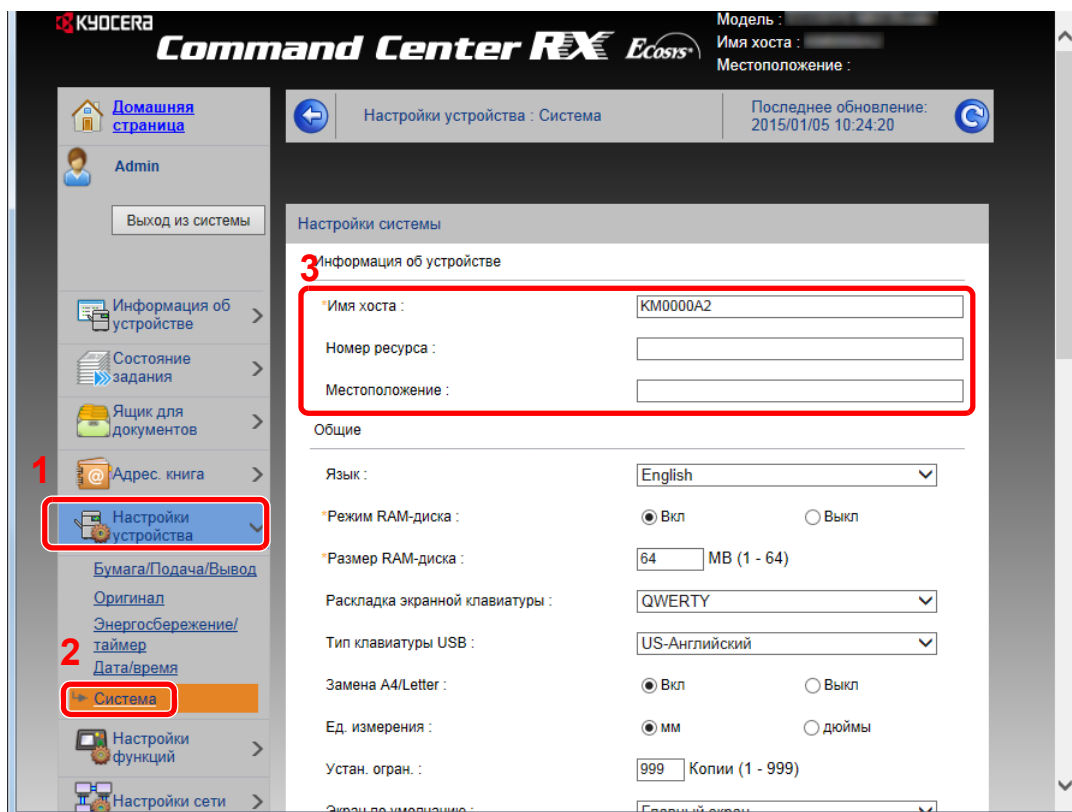 KYOCERA
Command Center RX Ecosys
Модель :
Имя хоста :
Местоположение :
Домашняя
страница
Admin
Выход из системы
Информация об
устройстве
Состояние
задания
Ящик для
документов
1
Адрес. книга
Настройки
устройства
Бумага/Подача/Вывод
Оригинал
Энергосбережение/
таймер
2
Дата/время
Система
Настройки
функций
Настройки сети
Настройки устройства : Система
Последнее обновление:
2015/01/05 10:24:20
Настройки системы
3
Информация об устройстве
*Имя хоста : KM0000A2
Номер ресурса :
Местоположение :
Общие
Язык : English
*Режим RAM-диска : Вкл Выкл
*Размер RAM-диска : 64 MB (1 - 64)
Раскладка экранной клавиатуры : QWERTY
Тип клавиатуры USB : US-Английский
Замена A4/Letter : Вкл Выкл
Ед. измерения : мм дюймы
Устан. огран. : 999 Копии (1 - 999)
Экран по умолчанию : Главный экран